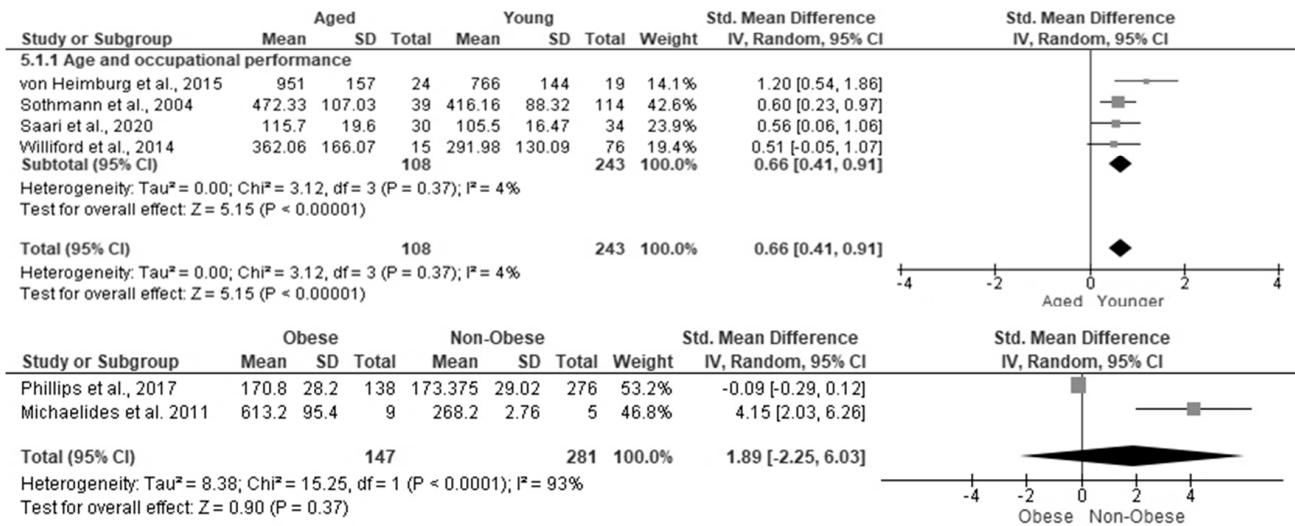 Aged Young Std. Mean Difference Std. Mean Difference
Study or Subgroup Mean SD Total Mean SD Total Weight IV, Random, 95% CI IV, Random, 95% CI
5.1.1 Age and occupational performance
von Heimburg et al., 2015 951 157 24 766 144 19 14.1% 1.20 [0.54, 1.86]
Sothmann et al., 2004 472.33 107.03 39 416.16 88.32 114 42.6% 0.60 [0.23, 0.97]
Saari et al., 2020 115.7 19.6 30 105.5 16.47 34 23.9% 0.56 [0.06, 1.06]
Williford et al., 2014 362.06 166.07 15 291.98 130.09 76 19.4% 0.51 [-0.05, 1.07]
Subtotal (95% CI) 108 243 100.0% 0.66 [0.41, 0.91]
Heterogeneity: Tau² = 0.00; Chi² = 3.12, df = 3 (P = 0.37); I² = 4%
Test for overall effect: Z = 5.15 (P < 0.00001)
Total (95% CI) 108 243 100.0% 0.66 [0.41, 0.91]
Heterogeneity: Tau² = 0.00; Chi² = 3.12, df = 3 (P = 0.37); I² = 4%
Test for overall effect: Z = 5.15 (P < 0.00001)
-4 -2 0 2 4
Aged Younger
Obese Non-Obese Std. Mean Difference Std. Mean Difference
Study or Subgroup Mean SD Total Mean SD Total Weight IV, Random, 95% CI IV, Random, 95% CI
Phillips et al., 2017 170.8 28.2 138 173.375 29.02 276 53.2% -0.09 [-0.29, 0.12]
Michaelides et al. 2011 613.2 95.4 9 268.2 2.76 5 46.8% 4.15 [2.03, 6.26]
Total (95% CI) 147 281 100.0% 1.89 [-2.25, 6.03]
Heterogeneity: Tau² = 8.38; Chi² = 15.25, df = 1 (P < 0.0001); I² = 93%
Test for overall effect: Z = 0.90 (P = 0.37)
-4 -2 0 2 4
Obese Non-Obese